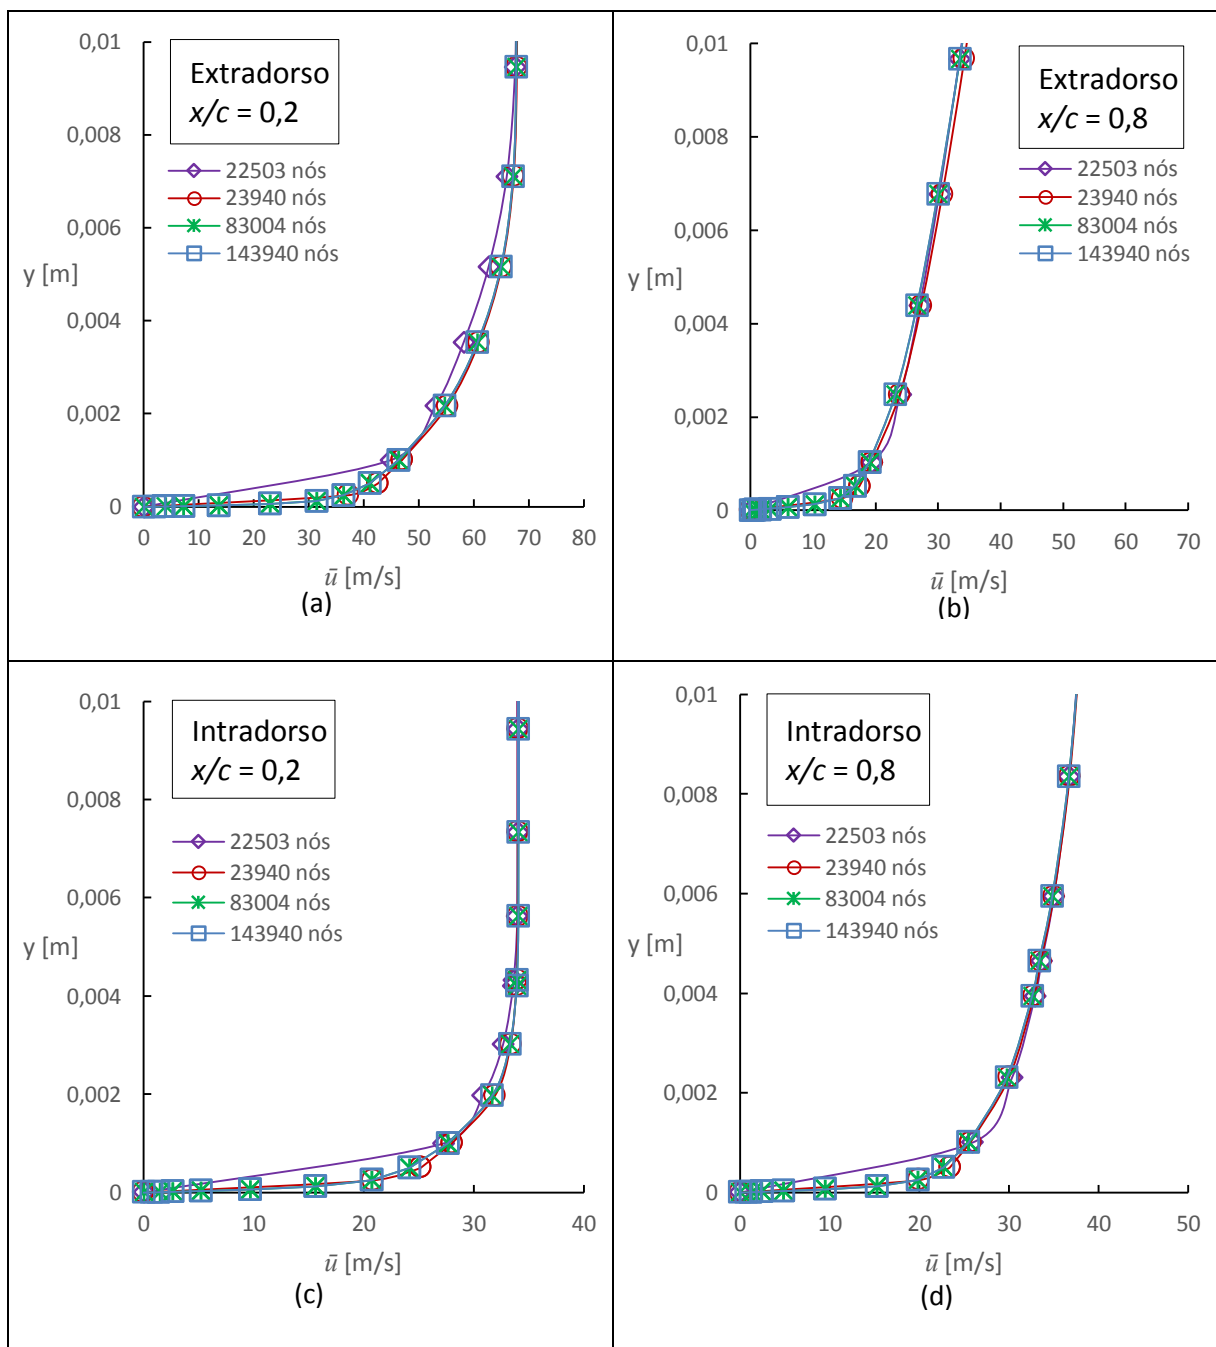 0,01
0,008
0,006
0,004
0,002
0
y [m]
Extradorso
x/c = 0,2
22503 nós
23940 nós
83004 nós
143940 nós
0 10 20 30 40 50 60 70 80
ū [m/s]
(a)
0,01
0,008
0,006
0,004
0,002
0
y [m]
Extradorso
x/c = 0,8
22503 nós
23940 nós
83004 nós
143940 nós
0 10 20 30 40 50 60 70
ū [m/s]
(b)
0,01
0,008
0,006
0,004
0,002
0
y [m]
Intradorso
x/c = 0,2
22503 nós
23940 nós
83004 nós
143940 nós
0 10 20 30 40
ū [m/s]
(c)
0,01
0,008
0,006
0,004
0,002
0
y [m]
Intradorso
x/c = 0,8
22503 nós
23940 nós
83004 nós
143940 nós
0 10 20 30 40 50
ū [m/s]
(d)